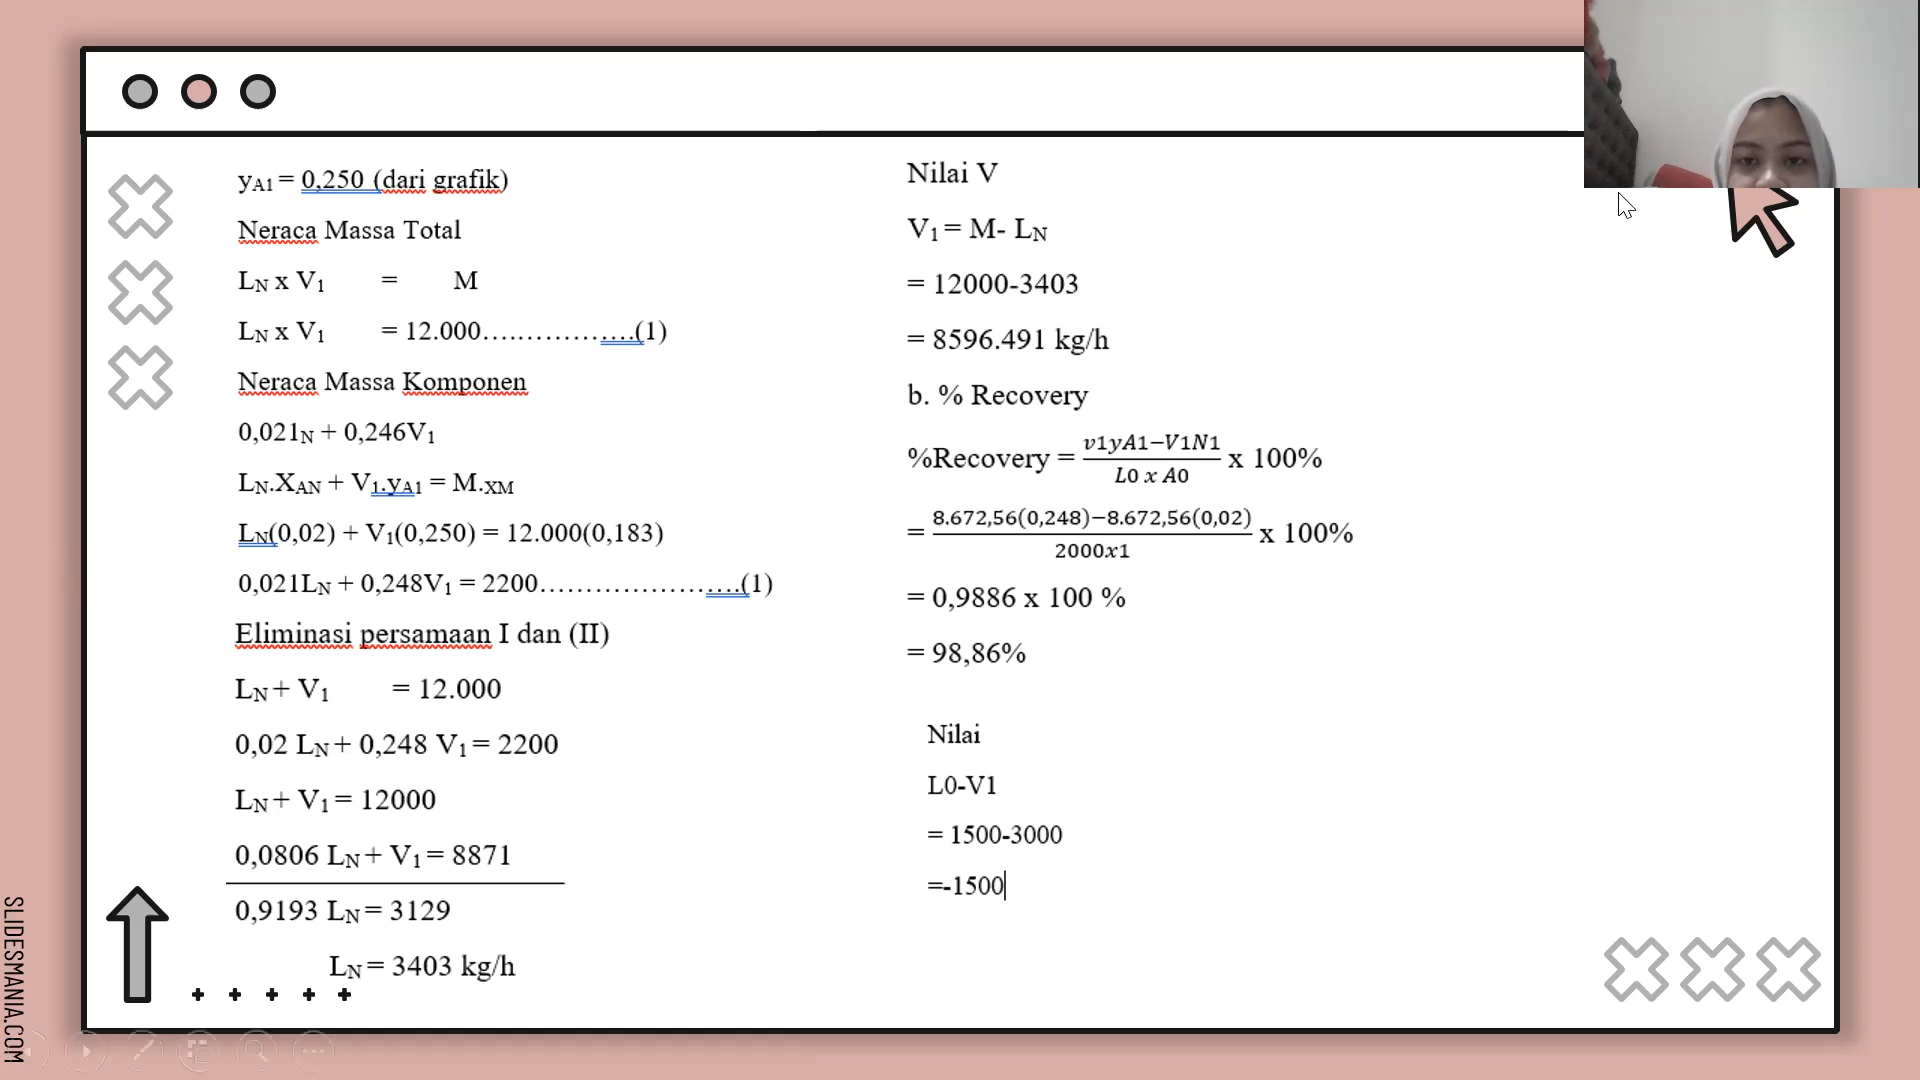 yA1 = 0,250 (dari grafik)
Neraca Massa Total
LN x V1 = M
LN x V1 = 12.000……………….…(1)
Neraca Massa Komponen
0,021N + 0,246V1
LN.XAN + V1.yA1 = M.XM
LN(0,02) + V1(0,250) = 12.000(0,183)
0,021LN + 0,248V1 = 2200……………………….(1)
Eliminasi persamaan I dan (II)
LN + V1 = 12.000
0,02 LN + 0,248 V1 = 2200
LN + V1 = 12000
0,0806 LN + V1 = 8871
0,9193 LN = 3129
LN = 3403 kg/h
Nilai V
V1 = M- LN
= 12000-3403
= 8596.491 kg/h
b. % Recovery
%Recovery = v1yA1−V1N1 / L0 x A0 x 100%
= 8.672,56(0,248)−8.672,56(0,02) / 2000x1 x 100%
= 0,9886 x 100 %
= 98,86%
Nilai
L0-V1
= 1500-3000
=-1500
SLIDESMANIA.COM